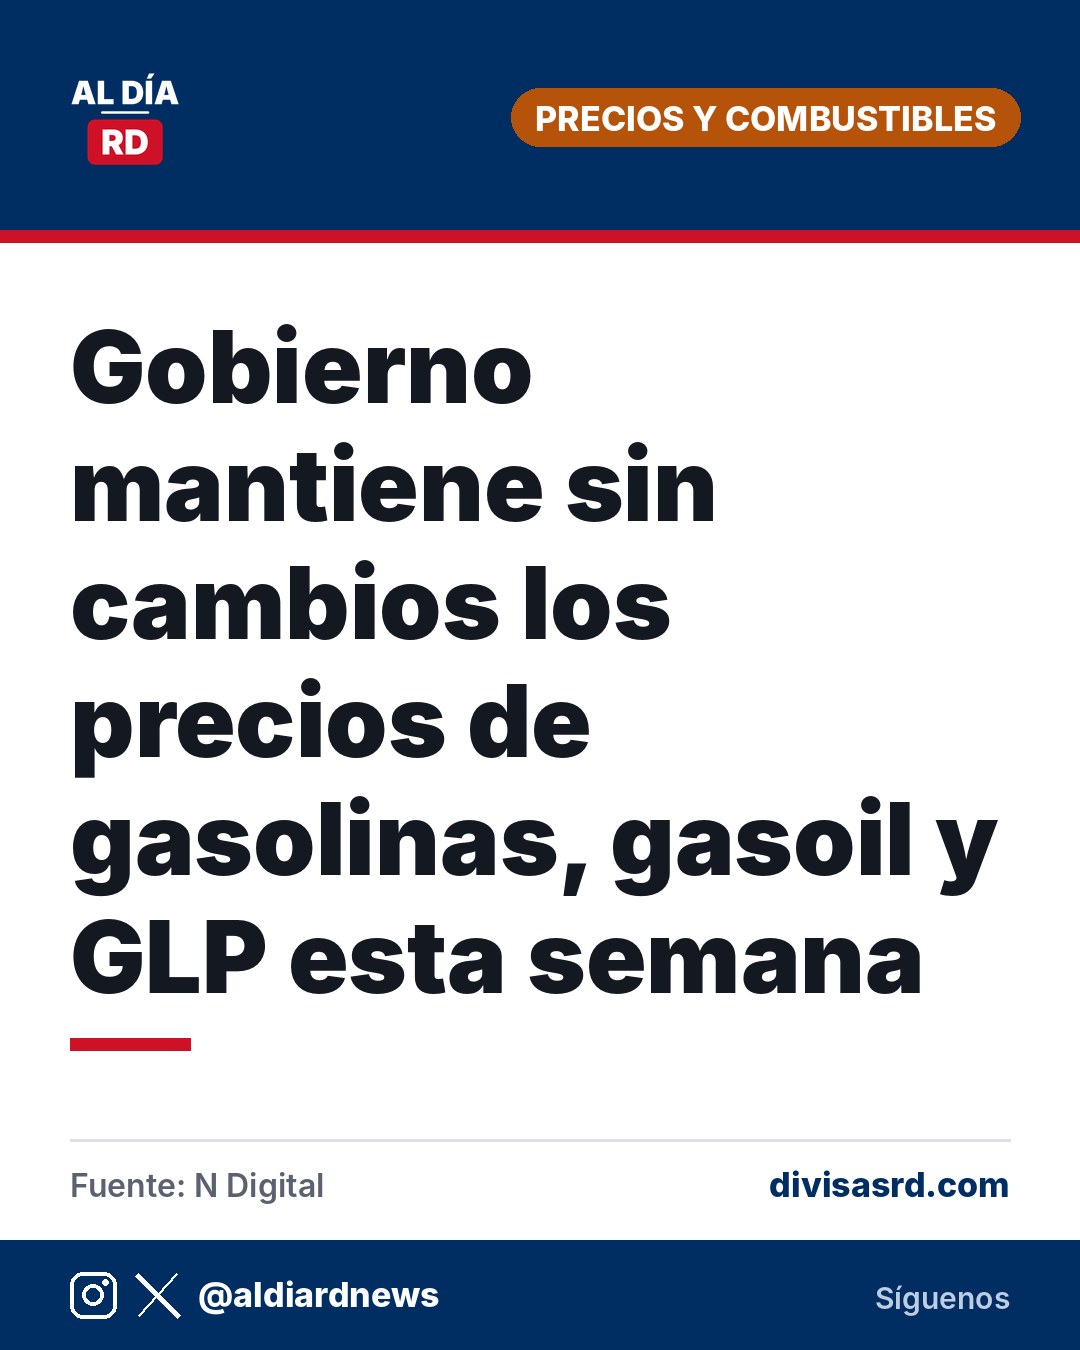 AL DÍA
RD
PRECIOS Y COMBUSTIBLES
Gobierno
mantiene sin
cambios los
precios de
gasolinas, gasoil y
GLP esta semana
Fuente: N Digital
divisasrd.com
@aldiardnews
Síguenos